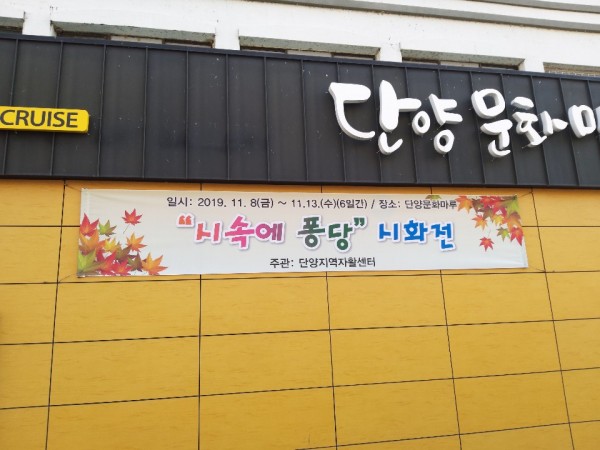 CRUISE
단양 문화마
일시: 2019. 11. 8(금) ~ 11.13.(수)(6일간) / 장소: 단양문화마루
"시속에 퐁당" 시화전
주관: 단양지역자활센터